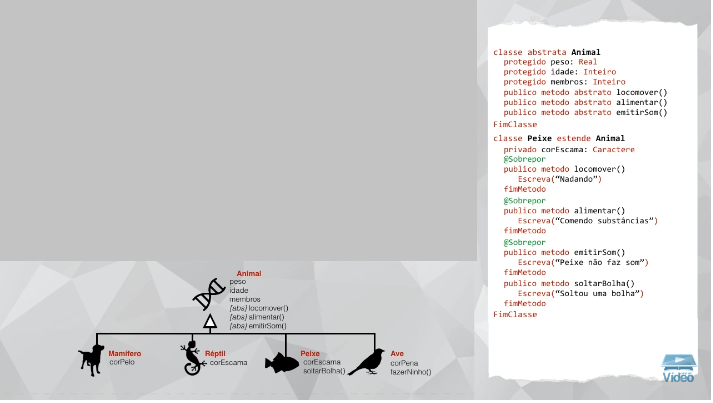 classe abstrata Animal
protegido peso: Real
protegido idade: Inteiro
protegido membros: Inteiro
publico metodo abstrato locomover()
publico metodo abstrato alimentar()
publico metodo abstrato emitirSom()
FimClasse
classe Peixe estende Animal
privado corEscama: Caractere
@Sobrepor
publico metodo locomover()
Escreva(“Nadando”)
fimMetodo
@Sobrepor
publico metodo alimentar()
Escreva(“Comendo substâncias”)
fimMetodo
@Sobrepor
publico metodo emitirSom()
Escreva(“Peixe não faz som”)
fimMetodo
publico metodo soltarBolha()
Escreva(“Soltou uma bolha”)
fimMetodo
FimClasse
Animal
peso
idade
membros
[abs] locomover()
[abs] alimentar()
[abs] emitirSom()
Mamífero
corPelo
Réptil
corEscama
Peixe
corEscama
soltarBolha()
Ave
corPena
fazerNinho()
Vídeo